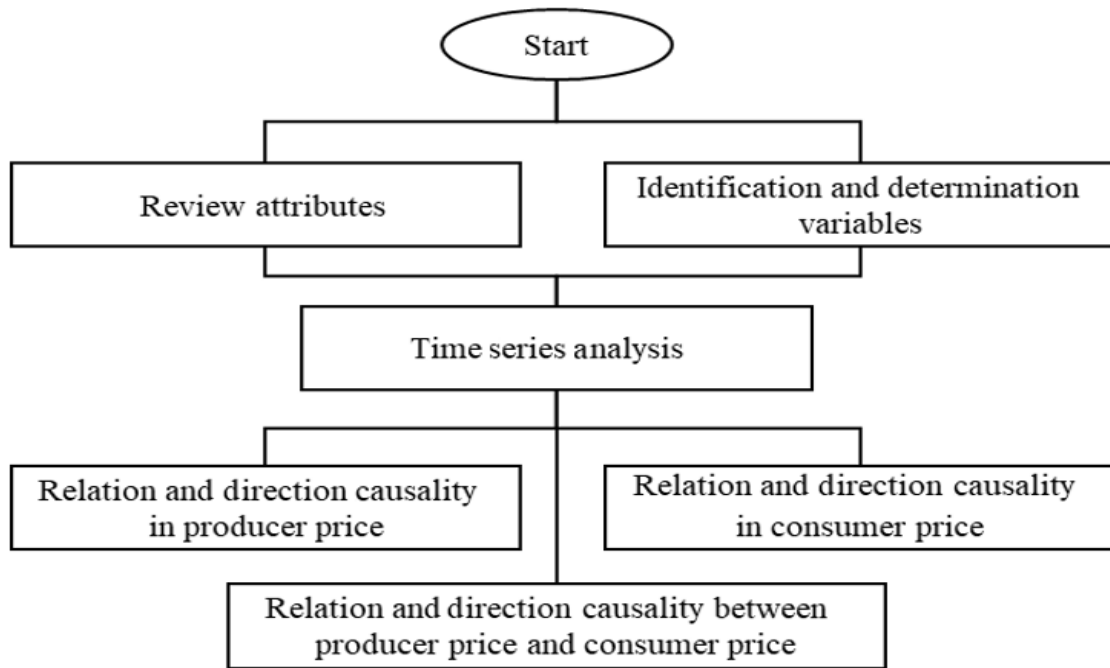 Start
Review attributes
Identification and determination
variables
Time series analysis
Relation and direction causality
in producer price
Relation and direction causality
in consumer price
Relation and direction causality between
producer price and consumer price